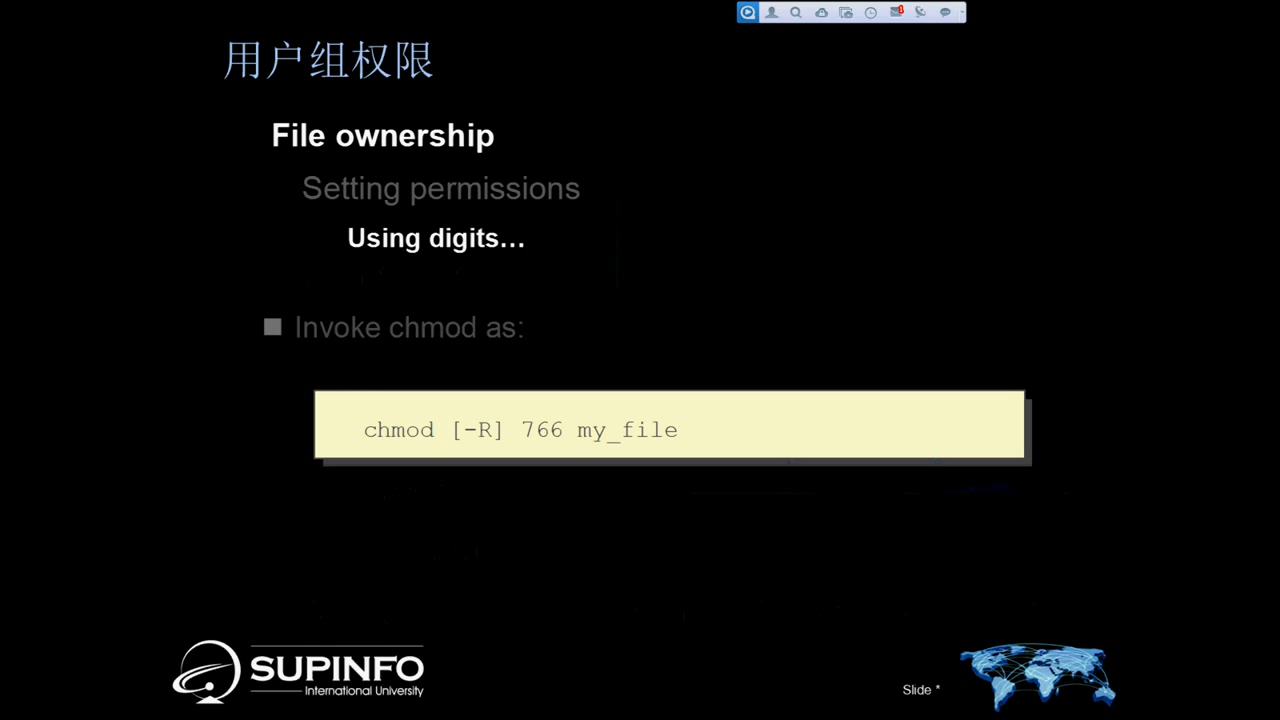 1
用户组权限
File ownership
Setting permissions
Using digits...
Invoke chmod as:
chmod [-R] 766 my_file
SUPINFO
International University
Slide *